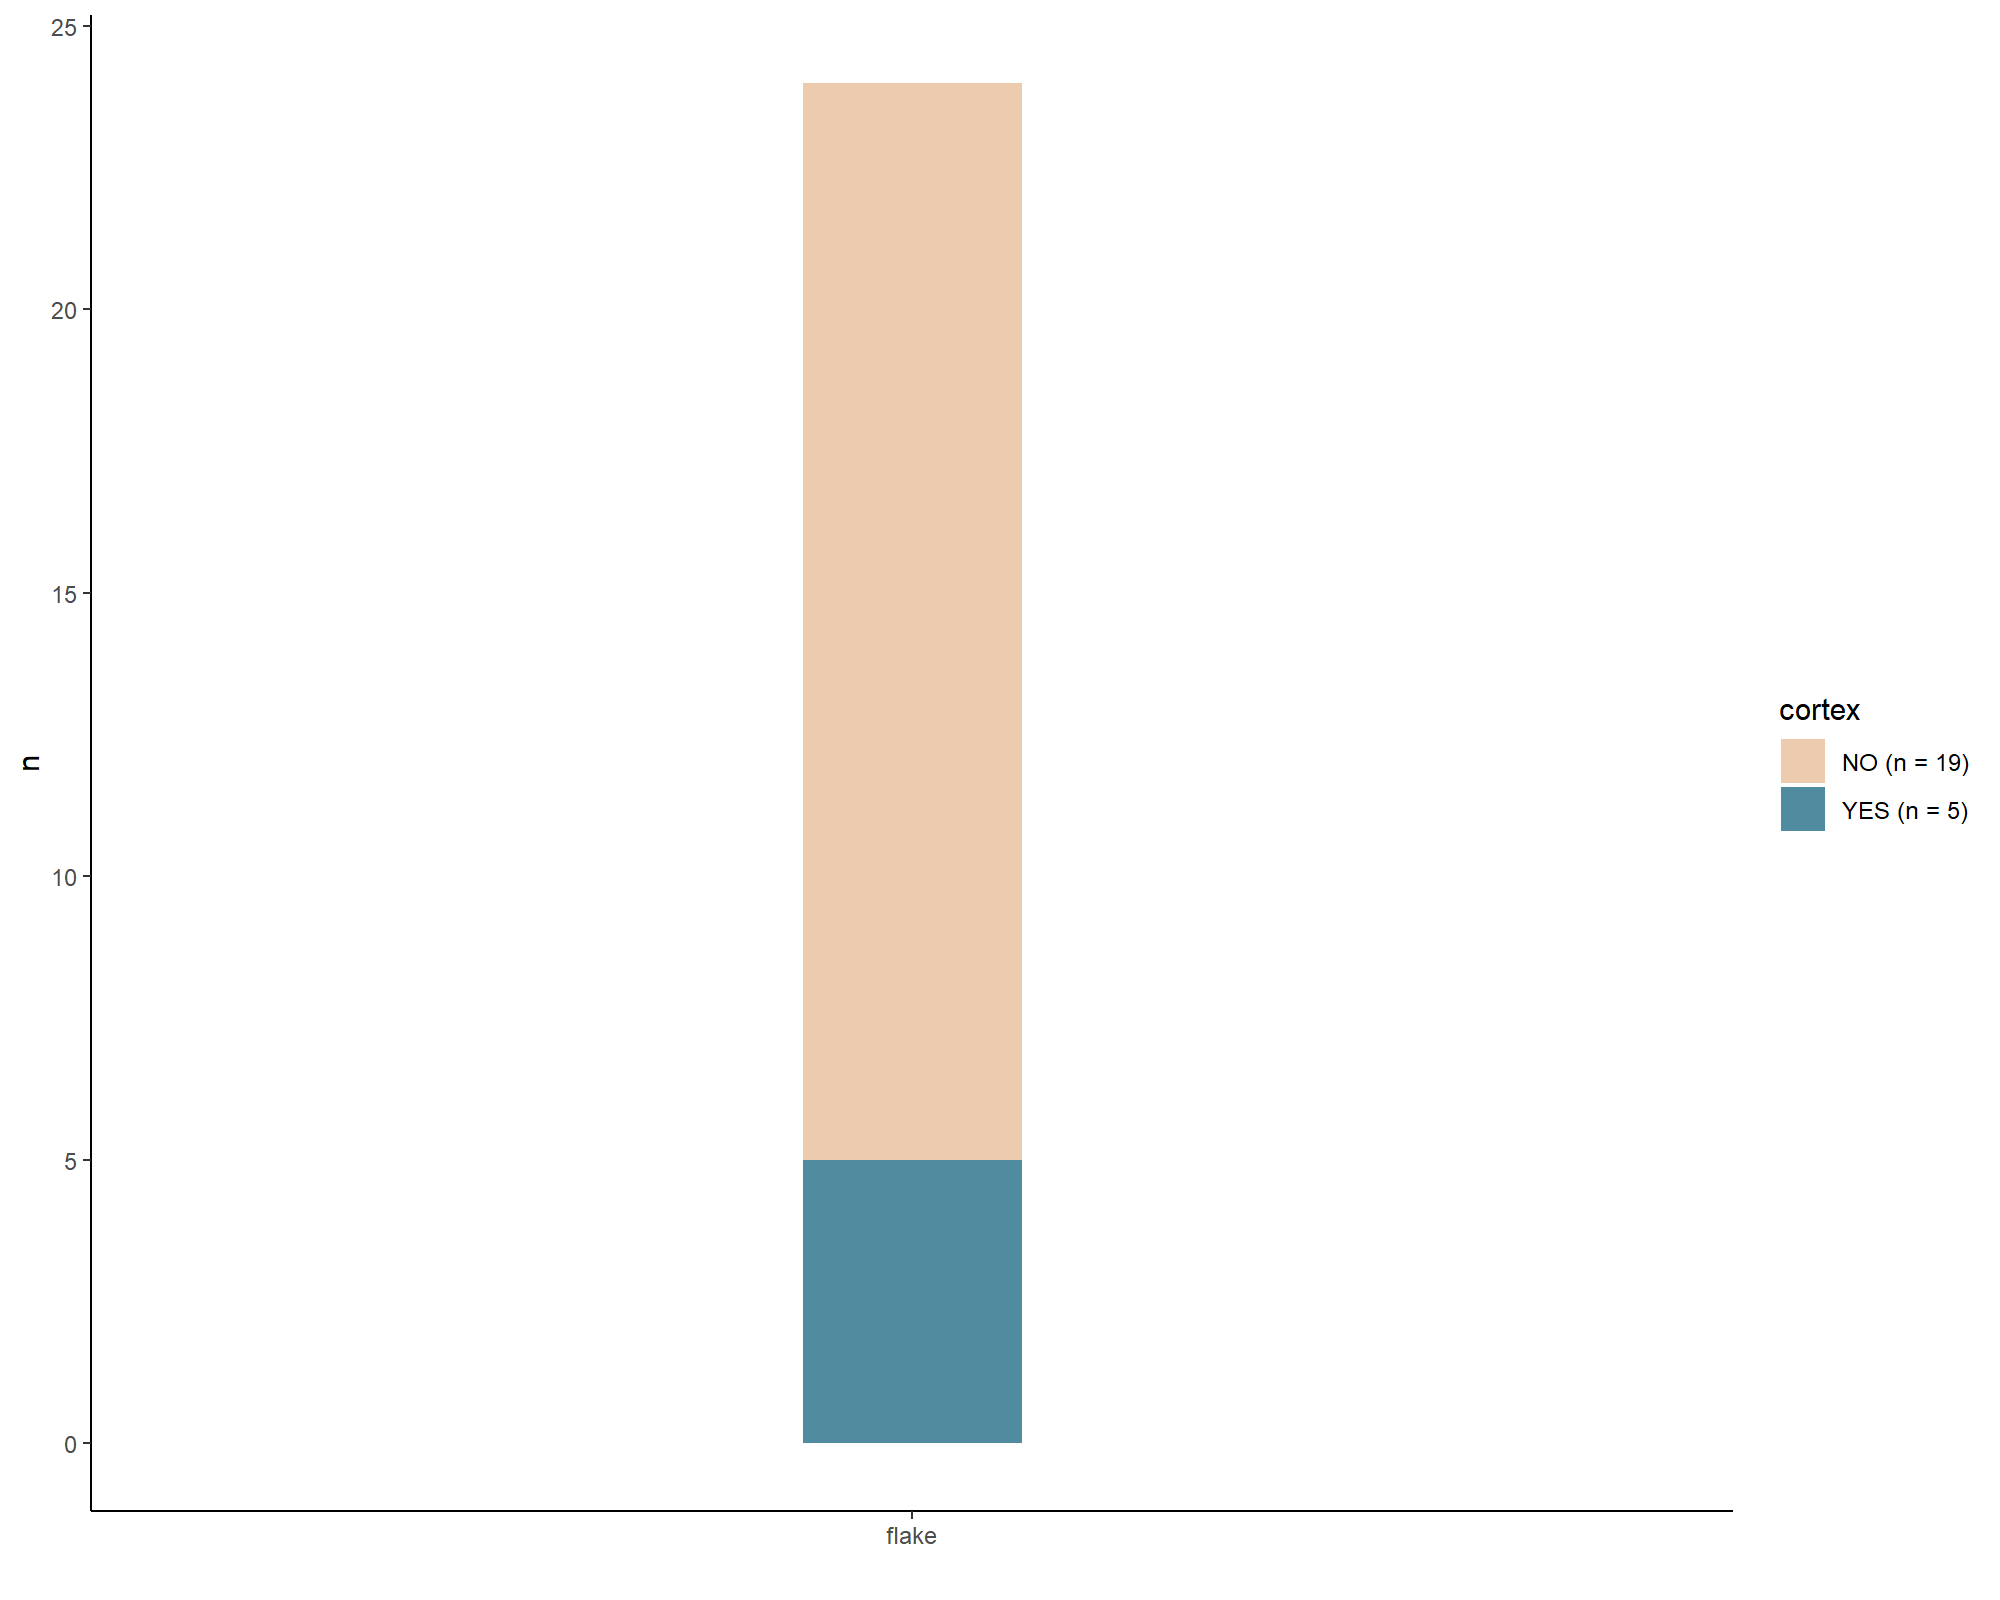 25
20
15
10
5
0
n
flake
cortex
NO (n = 19)
YES (n = 5)